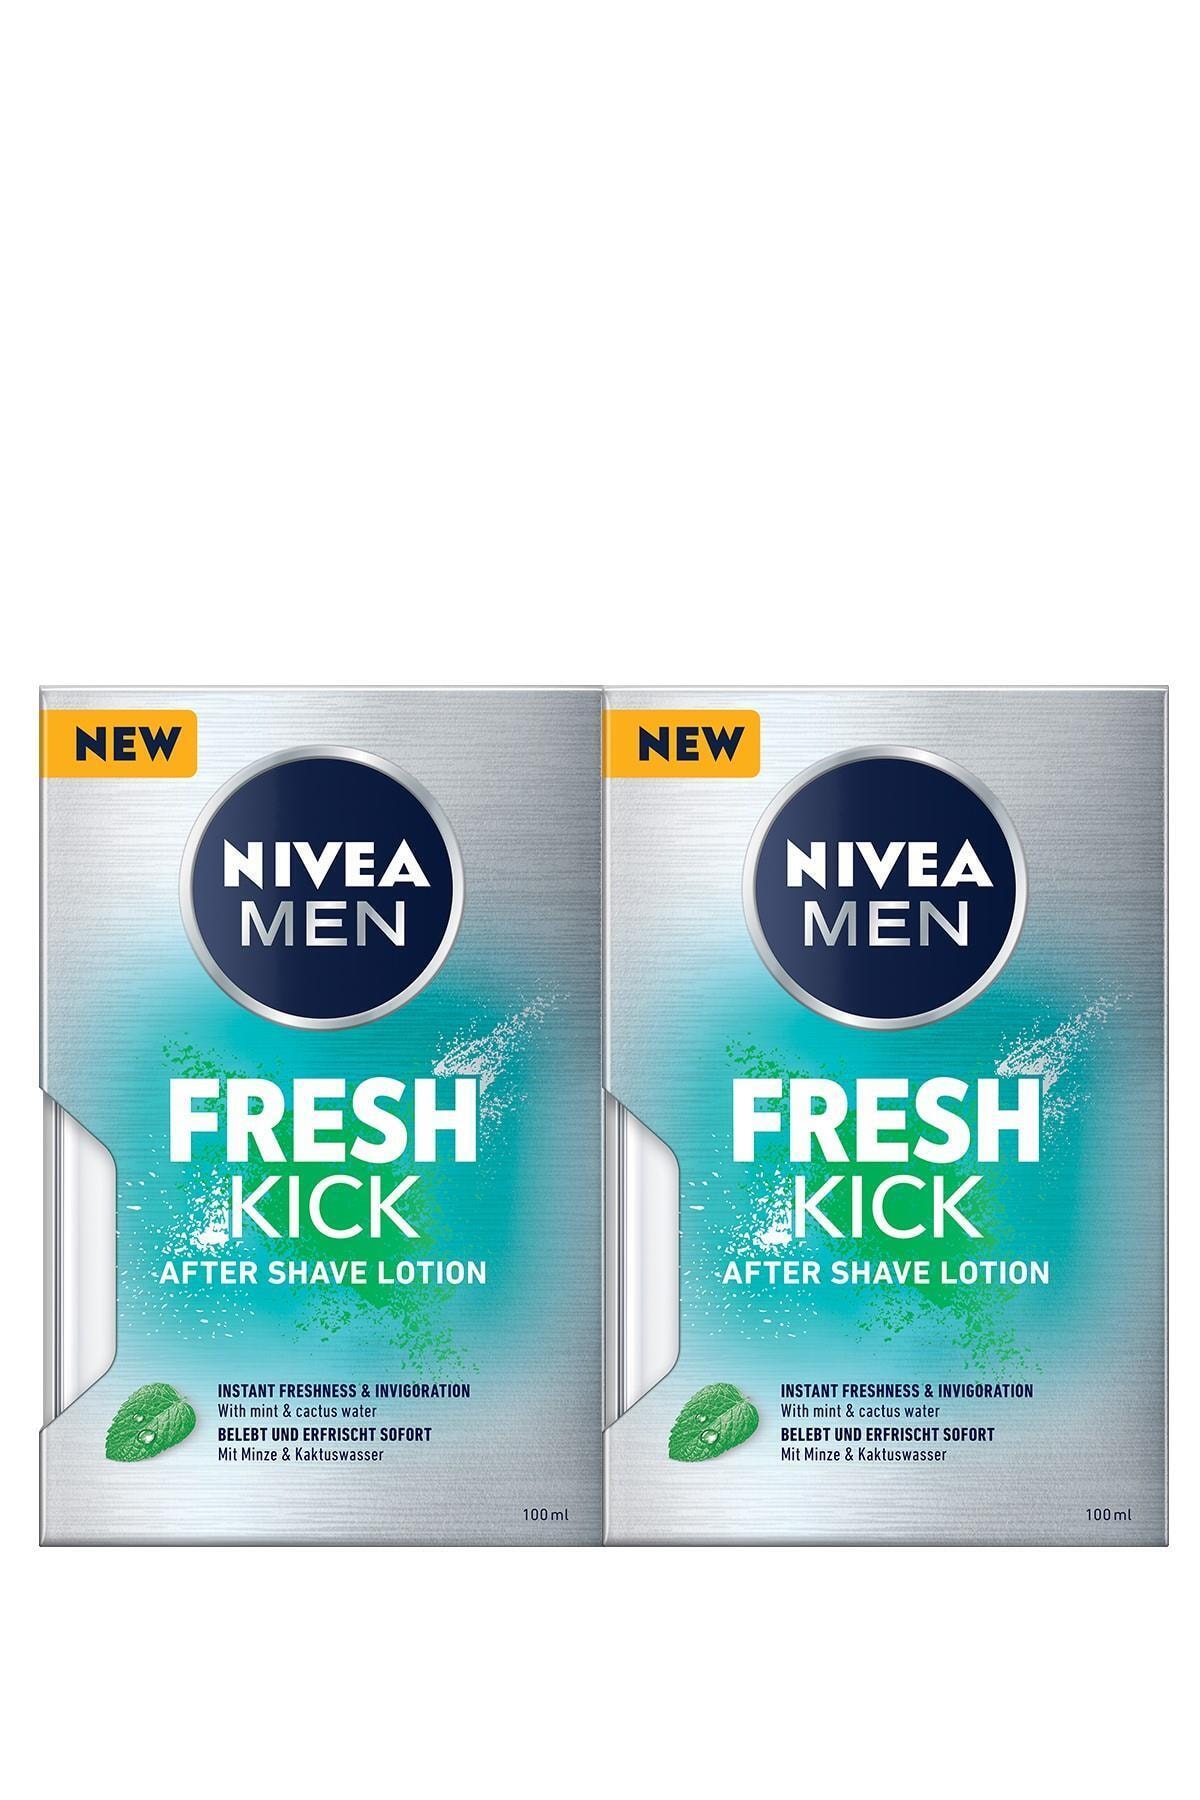 NEW
NIVEA
MEN
FRESH
KICK
AFTER SHAVE LOTION
INSTANT FRESHNESS & INVIGORATION
With mint & cactus water
BELEBT UND ERFRISCHT SOFORT
Mit Minze & Kaktuswasser
100 ml
NEW
NIVEA
MEN
FRESH
KICK
AFTER SHAVE LOTION
INSTANT FRESHNESS & INVIGORATION
With mint & cactus water
BELEBT UND ERFRISCHT SOFORT
Mit Minze & Kaktuswasser
100 ml